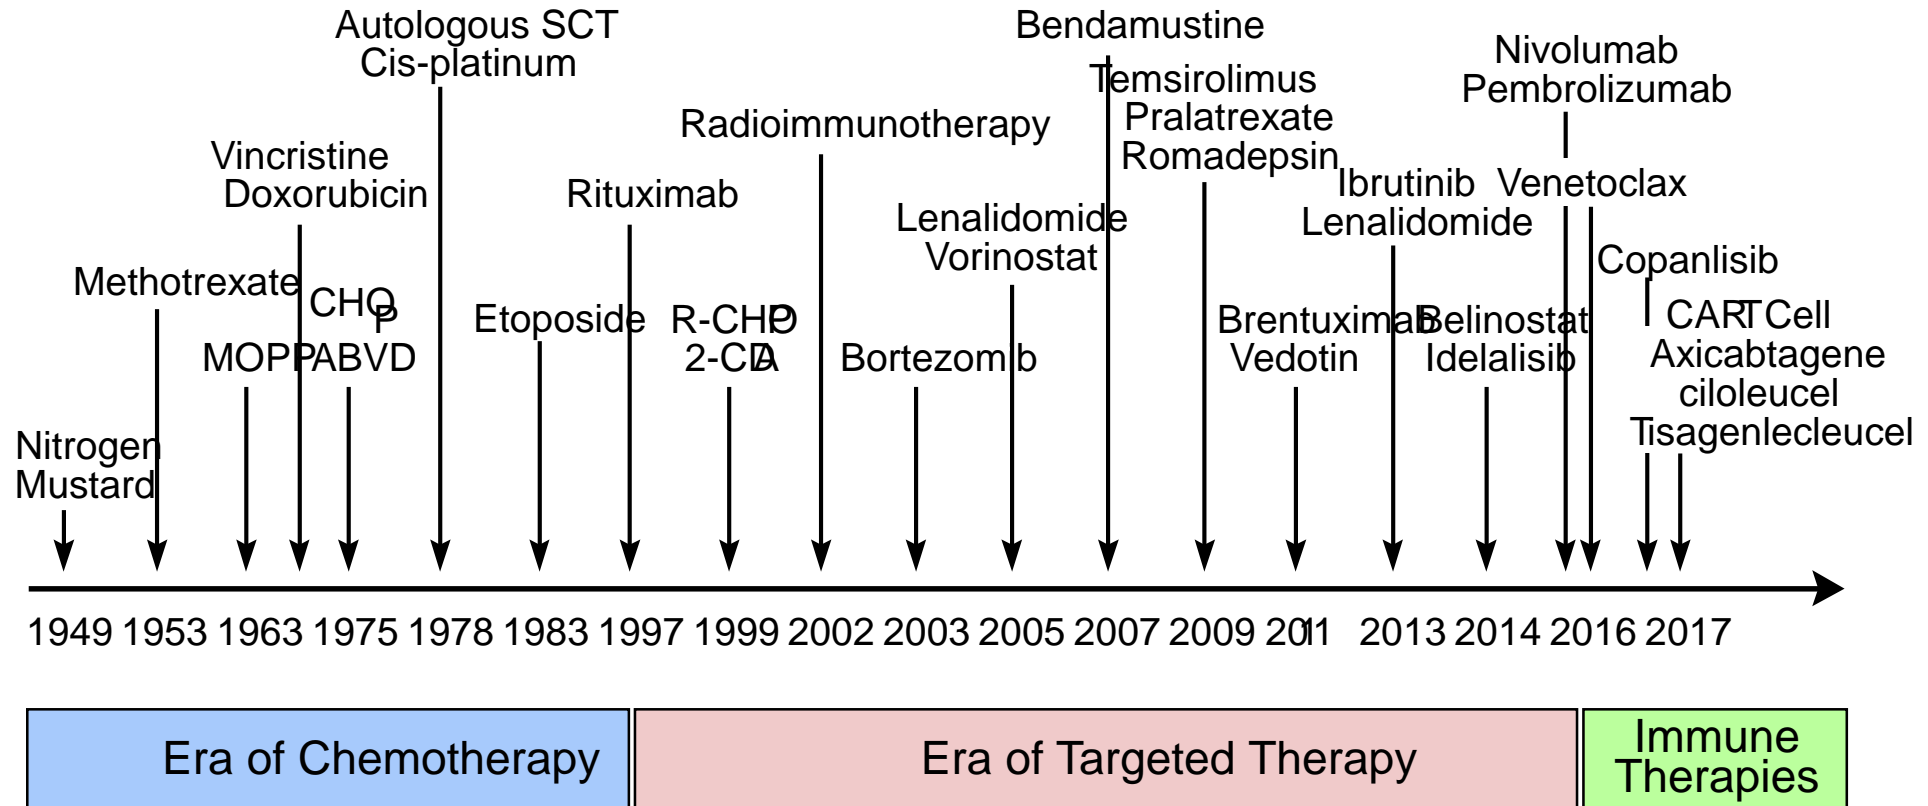 Autologous SCT
Cis-platinum
Bendamustine
Nivolumab
Pembrolizumab
Temsirolimus
Pralatrexate
Romadepsin
Radioimmunotherapy
Vincristine
Doxorubicin
Rituximab
Ibrutinib
Lenalidomide
Venetoclax
Lenalidomide
Vorinostat
Copanlisib
Methotrexate
CHOP
ABVD
MOPP
Etoposide
R-CHOP
2-CDA
Bortezomib
Brentuximab
Vedotin
Belinostat
Idelalisib
CART TCell
Axicabtagene
ciloleucel
Tisagenlecleucel
Nitrogen
Mustard
1949 1953 1963 1975 1978 1983 1997 1999 2002 2003 2005 2007 2009 2011 2013 2014 2016 2017
Era of Chemotherapy
Era of Targeted Therapy
Immune
Therapies